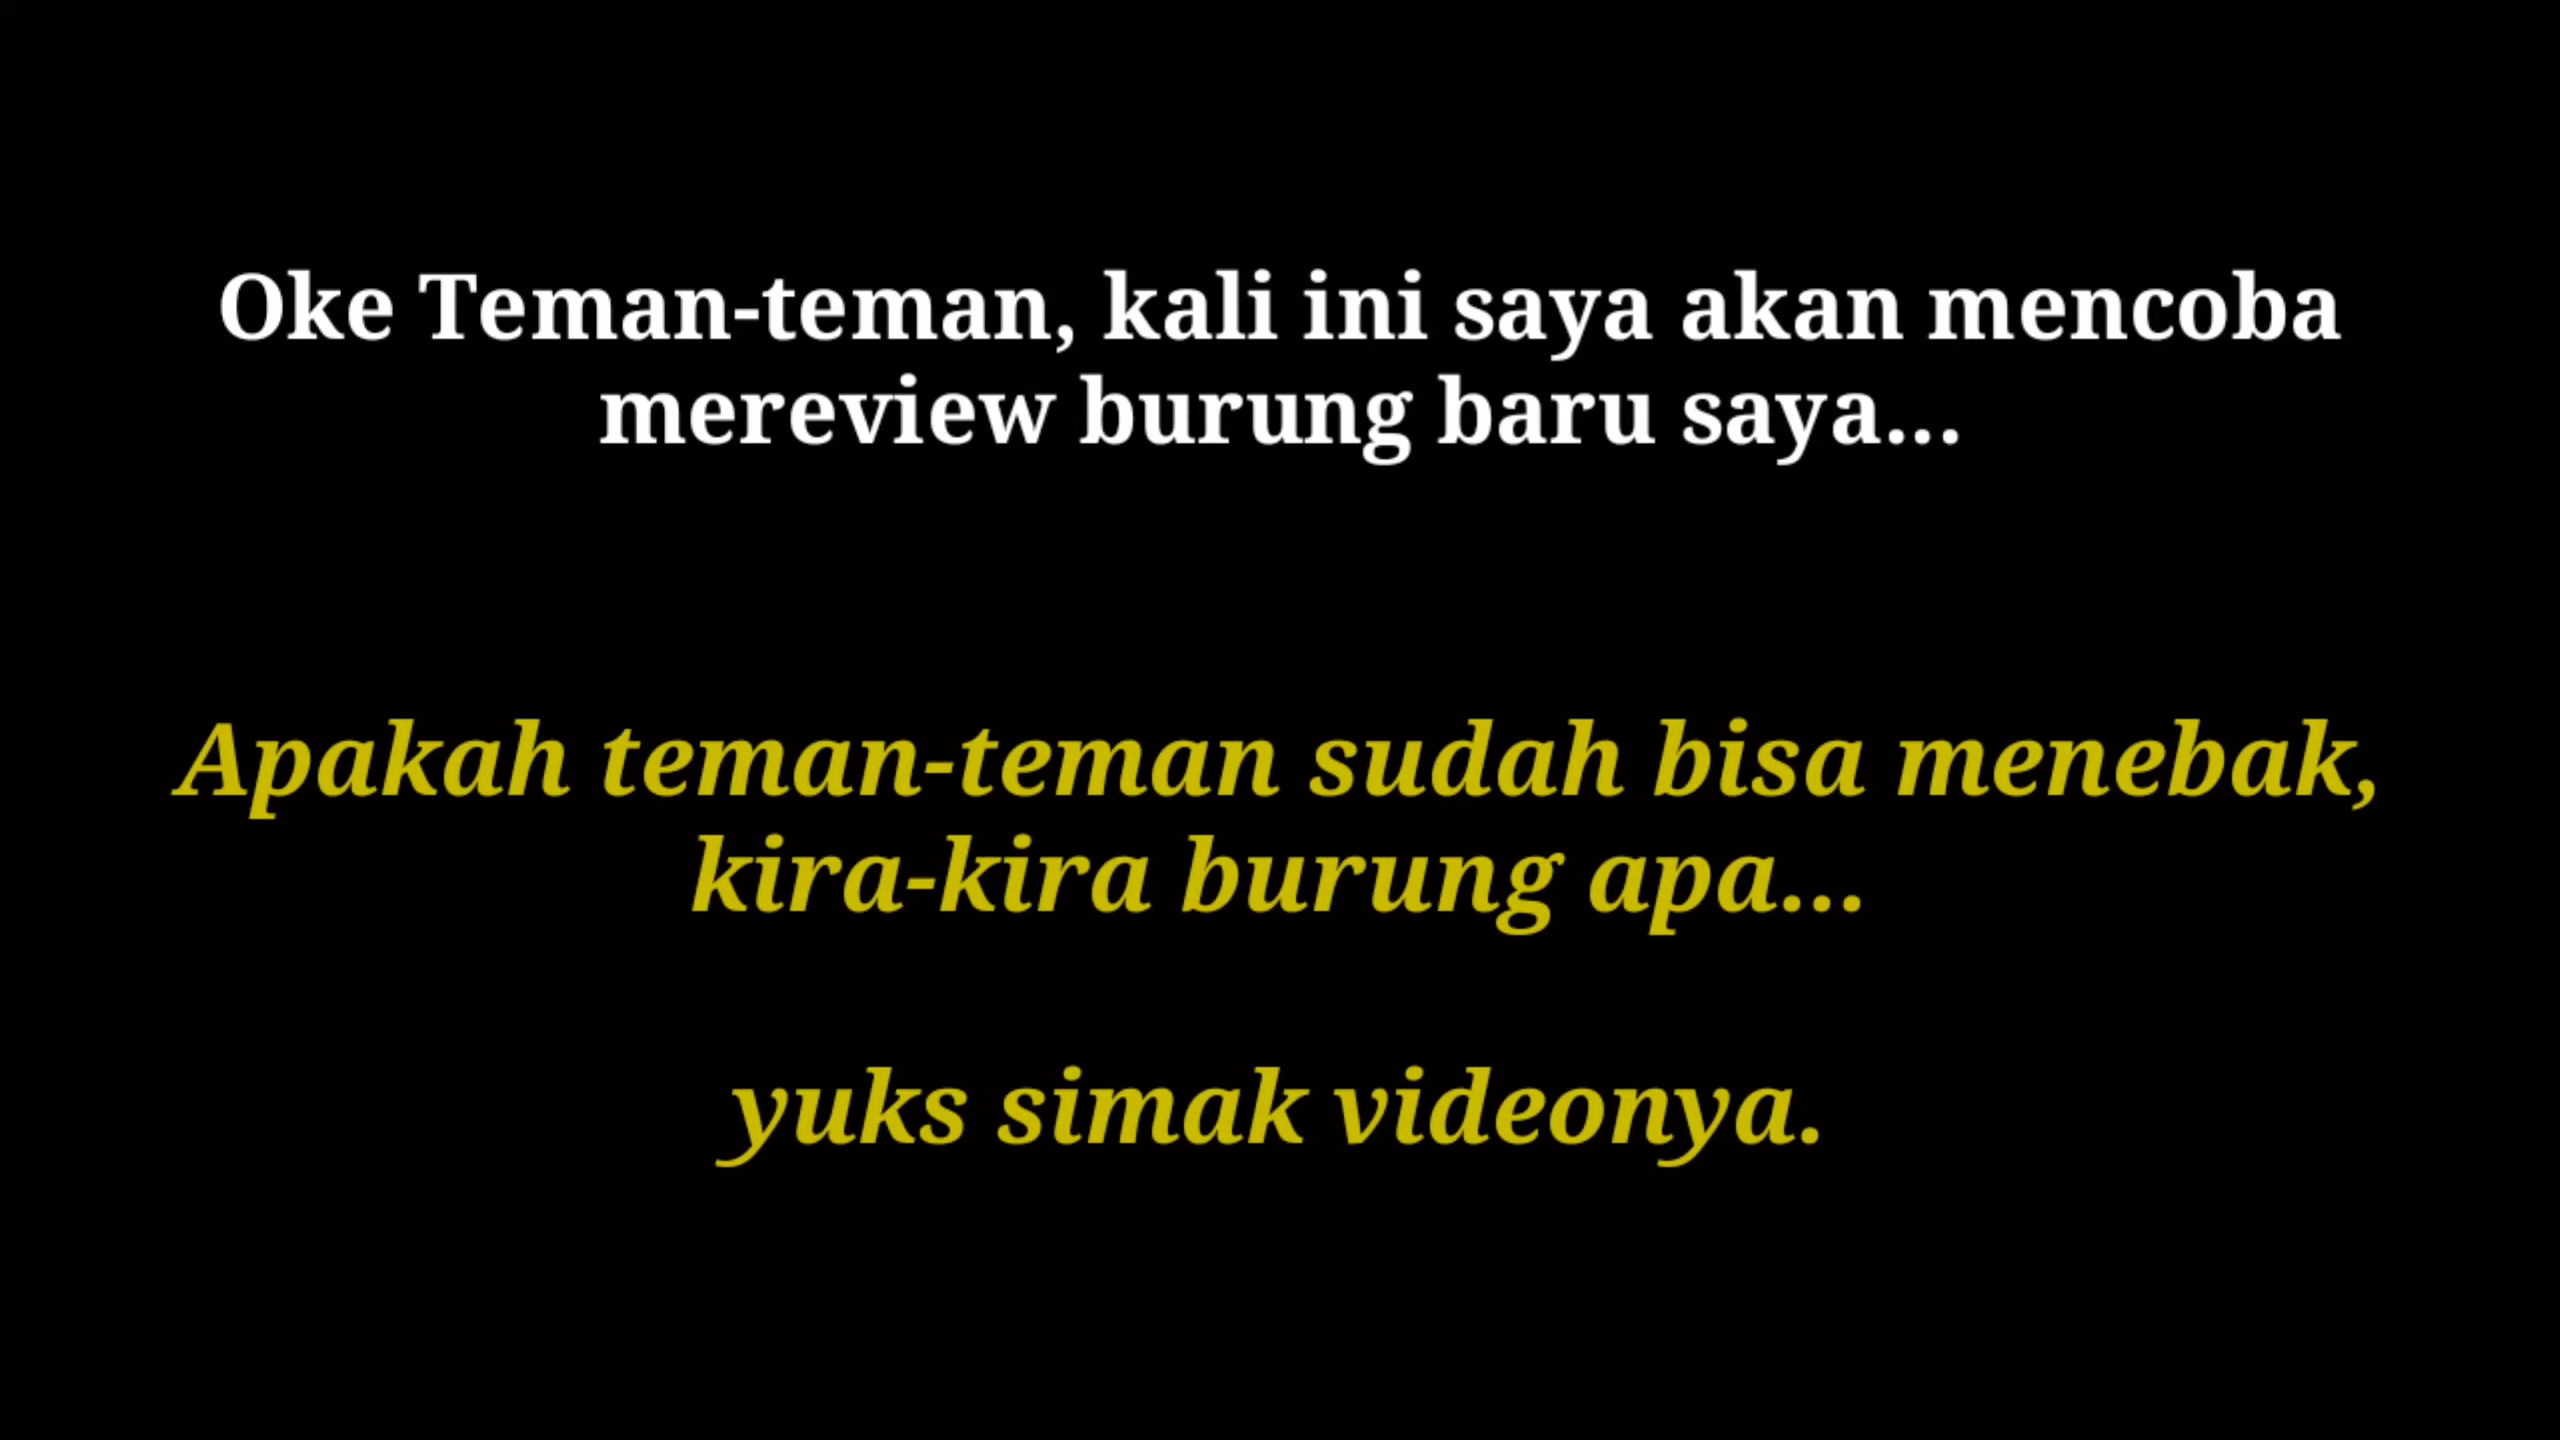 Oke Teman-teman, kali ini saya akan mencoba
mereview burung baru saya...
Apakah teman-teman sudah bisa menebak,
kira-kira burung apa...
yuks simak videonya.